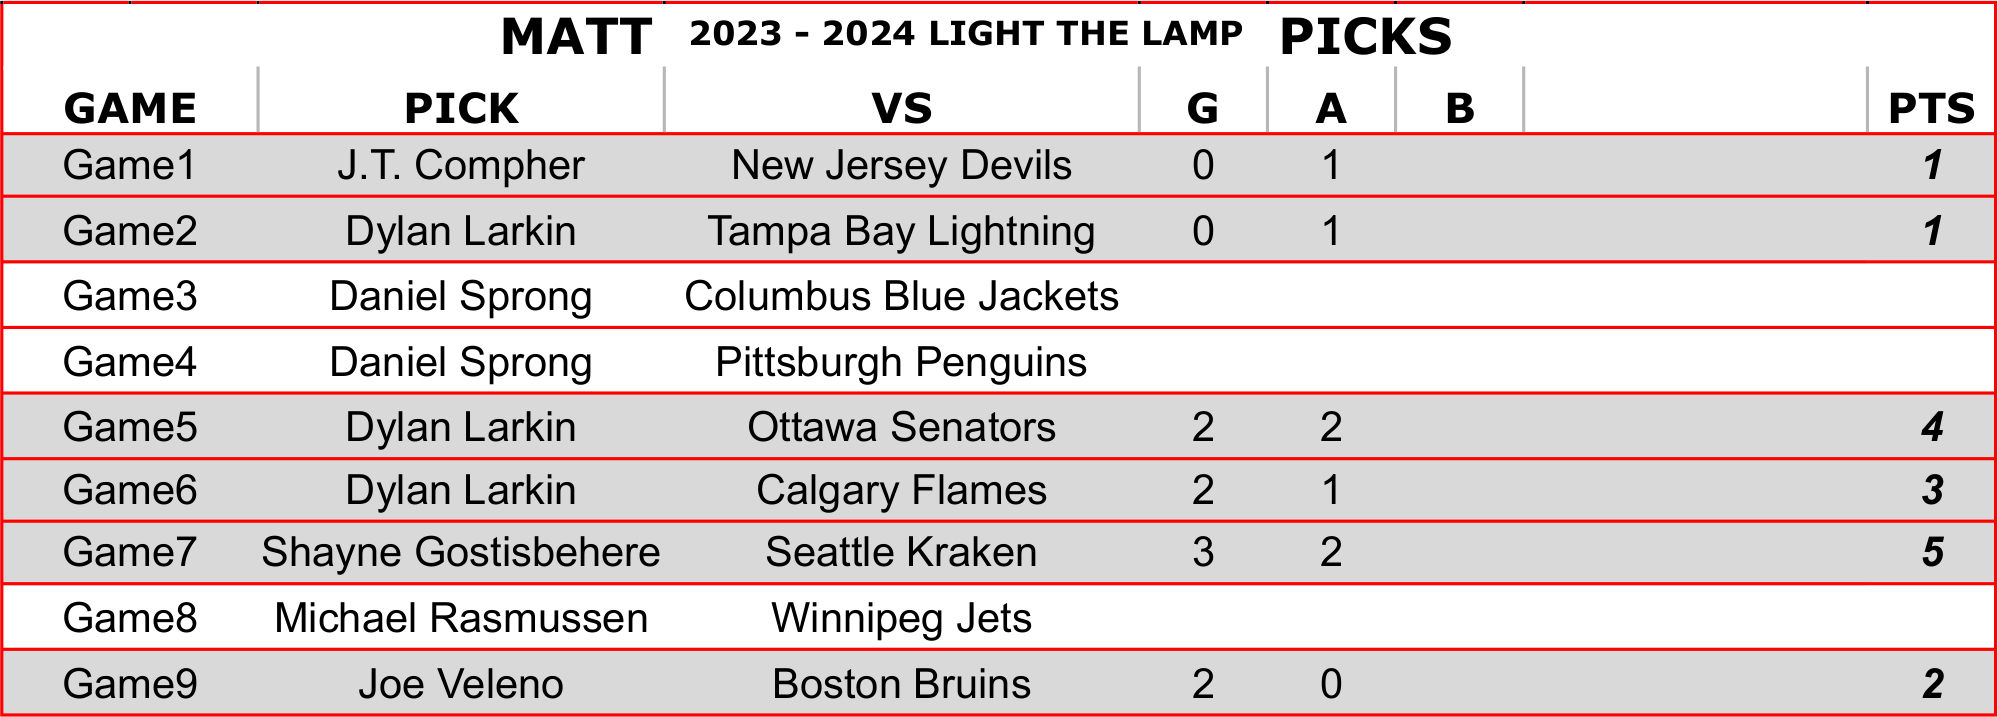 MATT 2023 - 2024 LIGHT THE LAMP PICKS
GAME PICK VS G A B PTS
Game1 J.T. Compher New Jersey Devils 0 1 1
Game2 Dylan Larkin Tampa Bay Lightning 0 1 1
Game3 Daniel Sprong Columbus Blue Jackets
Game4 Daniel Sprong Pittsburgh Penguins
Game5 Dylan Larkin Ottawa Senators 2 2 4
Game6 Dylan Larkin Calgary Flames 2 1 3
Game7 Shayne Gostisbehere Seattle Kraken 3 2 5
Game8 Michael Rasmussen Winnipeg Jets
Game9 Joe Veleno Boston Bruins 2 0 2